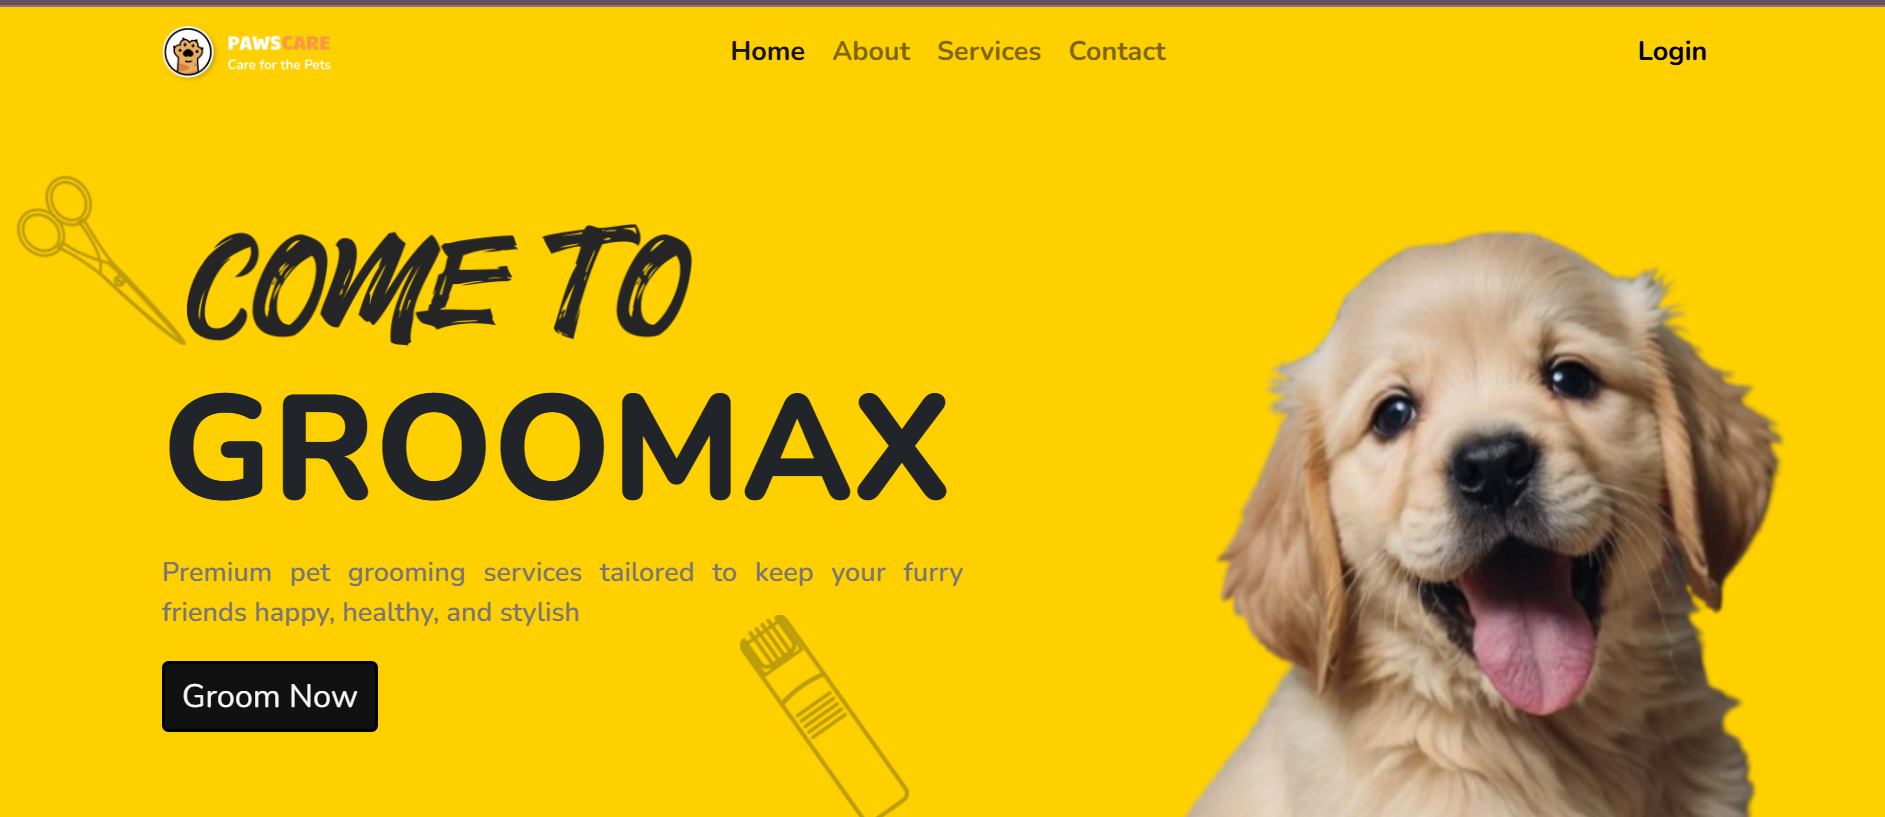 PAWSCARE
Care for the Pets
Home About Services Contact
Login
COME TO
GROOMAX
Premium pet grooming services tailored to keep your furry
friends happy, healthy, and stylish
Groom Now